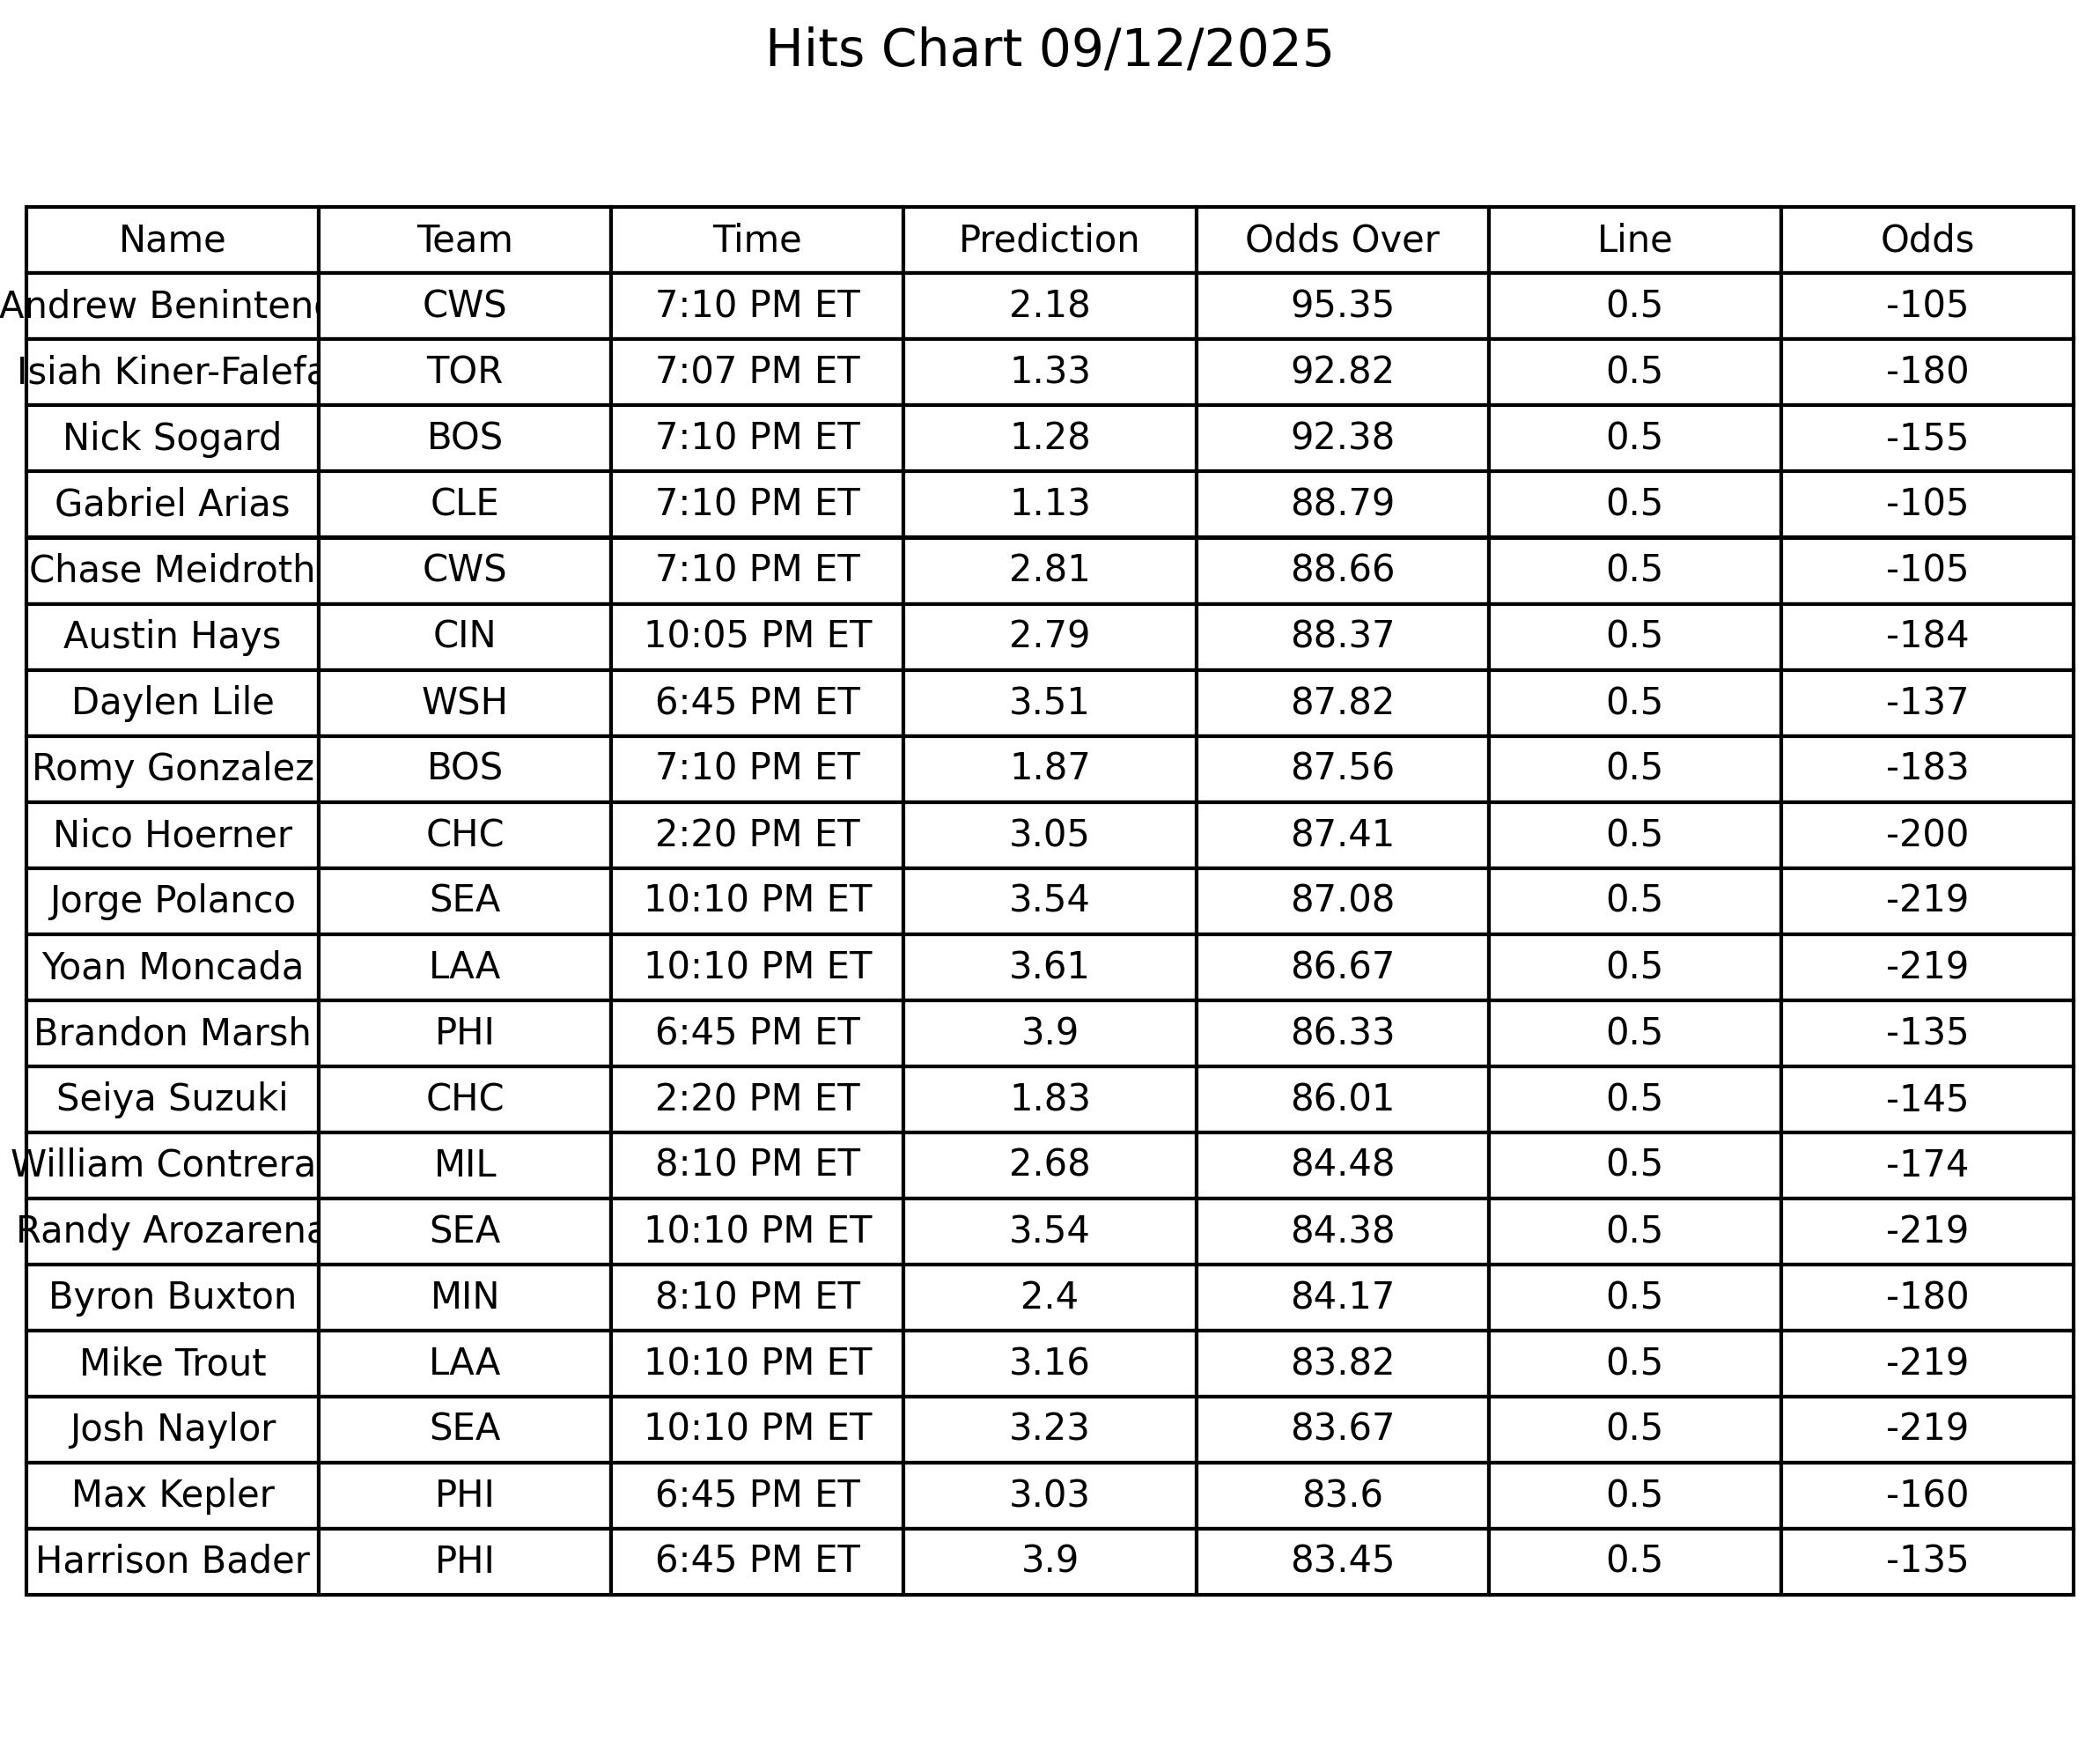 Hits Chart 09/12/2025
Name Team Time Prediction Odds Over Line Odds
Andrew Beninten CWS 7:10 PM ET 2.18 95.35 0.5 -105
Isiah Kiner-Falefa TOR 7:07 PM ET 1.33 92.82 0.5 -180
Nick Sogard BOS 7:10 PM ET 1.28 92.38 0.5 -155
Gabriel Arias CLE 7:10 PM ET 1.13 88.79 0.5 -105
Chase Meidroth CWS 7:10 PM ET 2.81 88.66 0.5 -105
Austin Hays CIN 10:05 PM ET 2.79 88.37 0.5 -184
Daylen Lile WSH 6:45 PM ET 3.51 87.82 0.5 -137
Romy Gonzalez BOS 7:10 PM ET 1.87 87.56 0.5 -183
Nico Hoerner CHC 2:20 PM ET 3.05 87.41 0.5 -200
Jorge Polanco SEA 10:10 PM ET 3.54 87.08 0.5 -219
Yoan Moncada LAA 10:10 PM ET 3.61 86.67 0.5 -219
Brandon Marsh PHI 6:45 PM ET 3.9 86.33 0.5 -135
Seiya Suzuki CHC 2:20 PM ET 1.83 86.01 0.5 -145
William Contrera MIL 8:10 PM ET 2.68 84.48 0.5 -174
Randy Arozarena SEA 10:10 PM ET 3.54 84.38 0.5 -219
Byron Buxton MIN 8:10 PM ET 2.4 84.17 0.5 -180
Mike Trout LAA 10:10 PM ET 3.16 83.82 0.5 -219
Josh Naylor SEA 10:10 PM ET 3.23 83.67 0.5 -219
Max Kepler PHI 6:45 PM ET 3.03 83.6 0.5 -160
Harrison Bader PHI 6:45 PM ET 3.9 83.45 0.5 -135